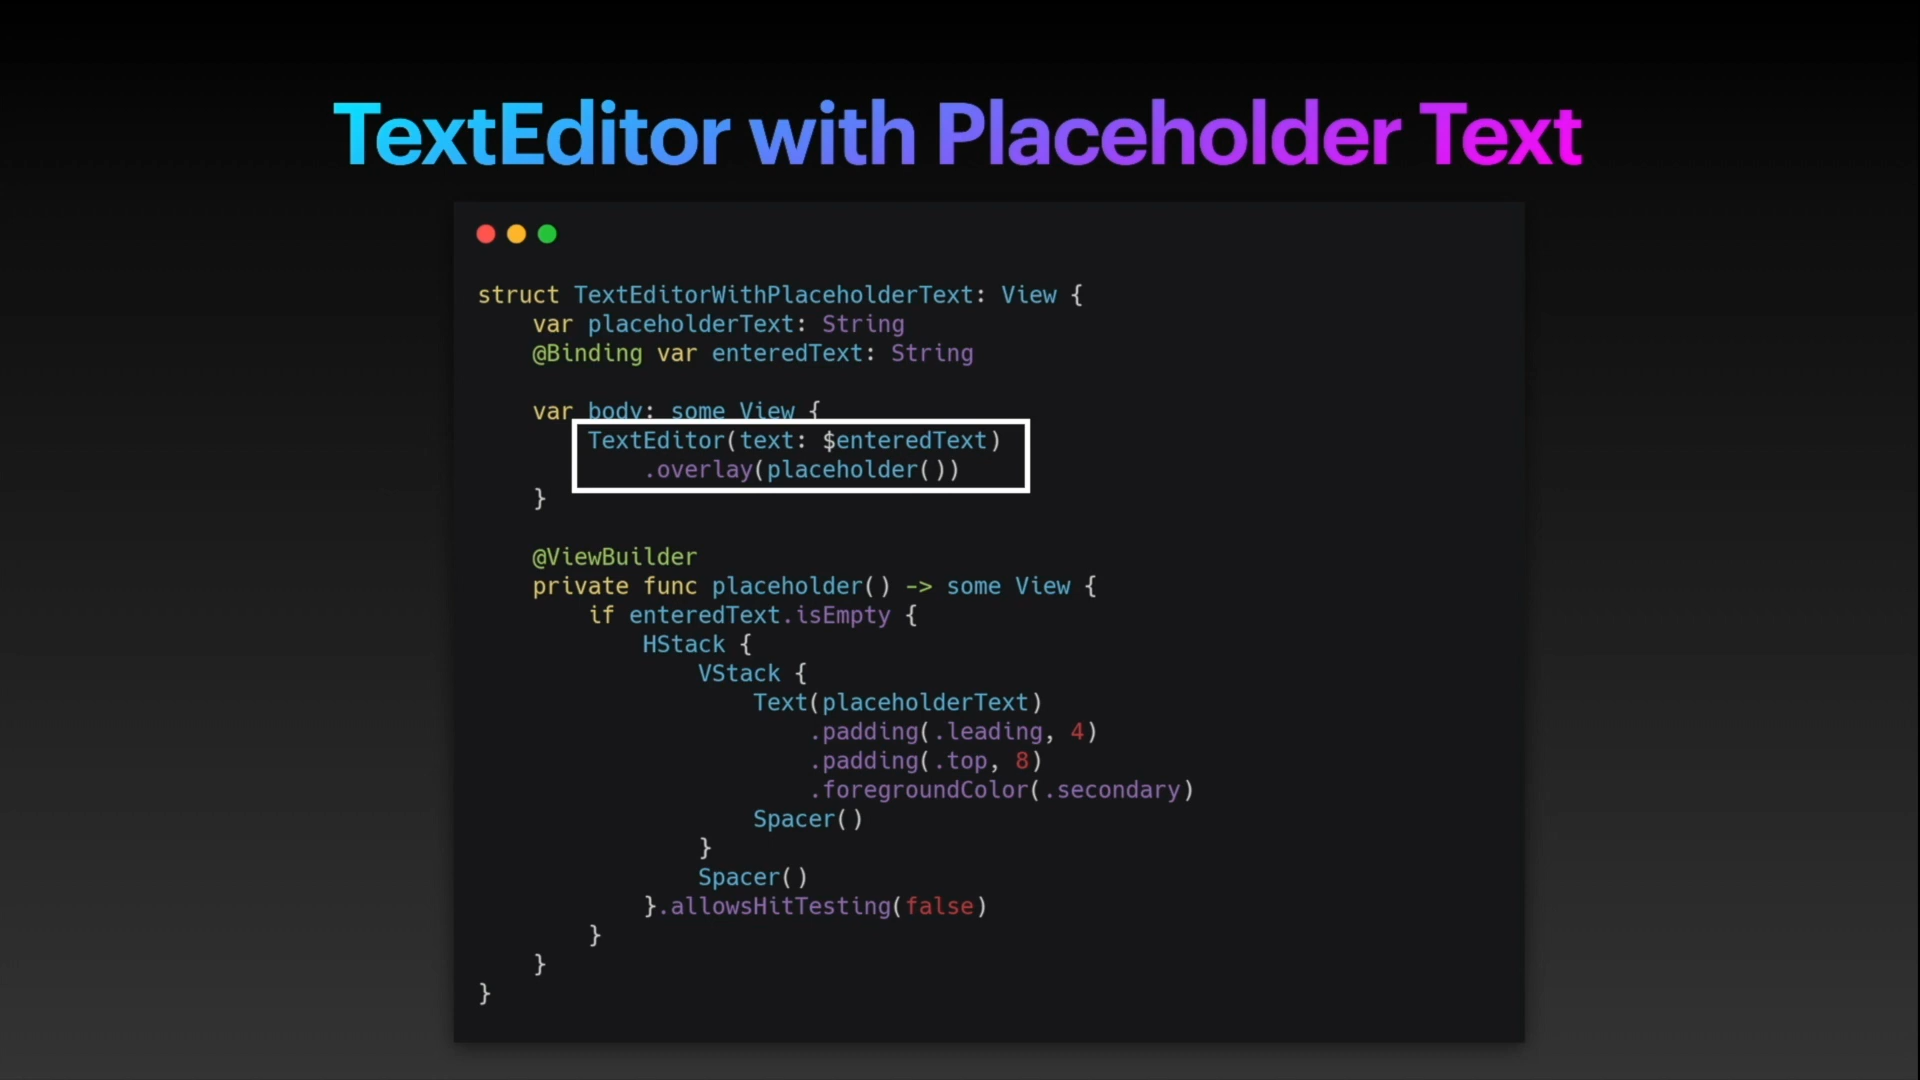 TextEditor with Placeholder Text
struct TextEditorWithPlaceholderText: View {
    var placeholderText: String
    @Binding var enteredText: String

    var body: some View {
        TextEditor(text: $enteredText)
            .overlay(placeholder())
    }

    @ViewBuilder
    private func placeholder() -> some View {
        if enteredText.isEmpty {
            HStack {
                VStack {
                    Text(placeholderText)
                        .padding(.leading, 4)
                        .padding(.top, 8)
                        .foregroundColor(.secondary)
                    Spacer()
                }
                Spacer()
            }.allowsHitTesting(false)
        }
    }
}